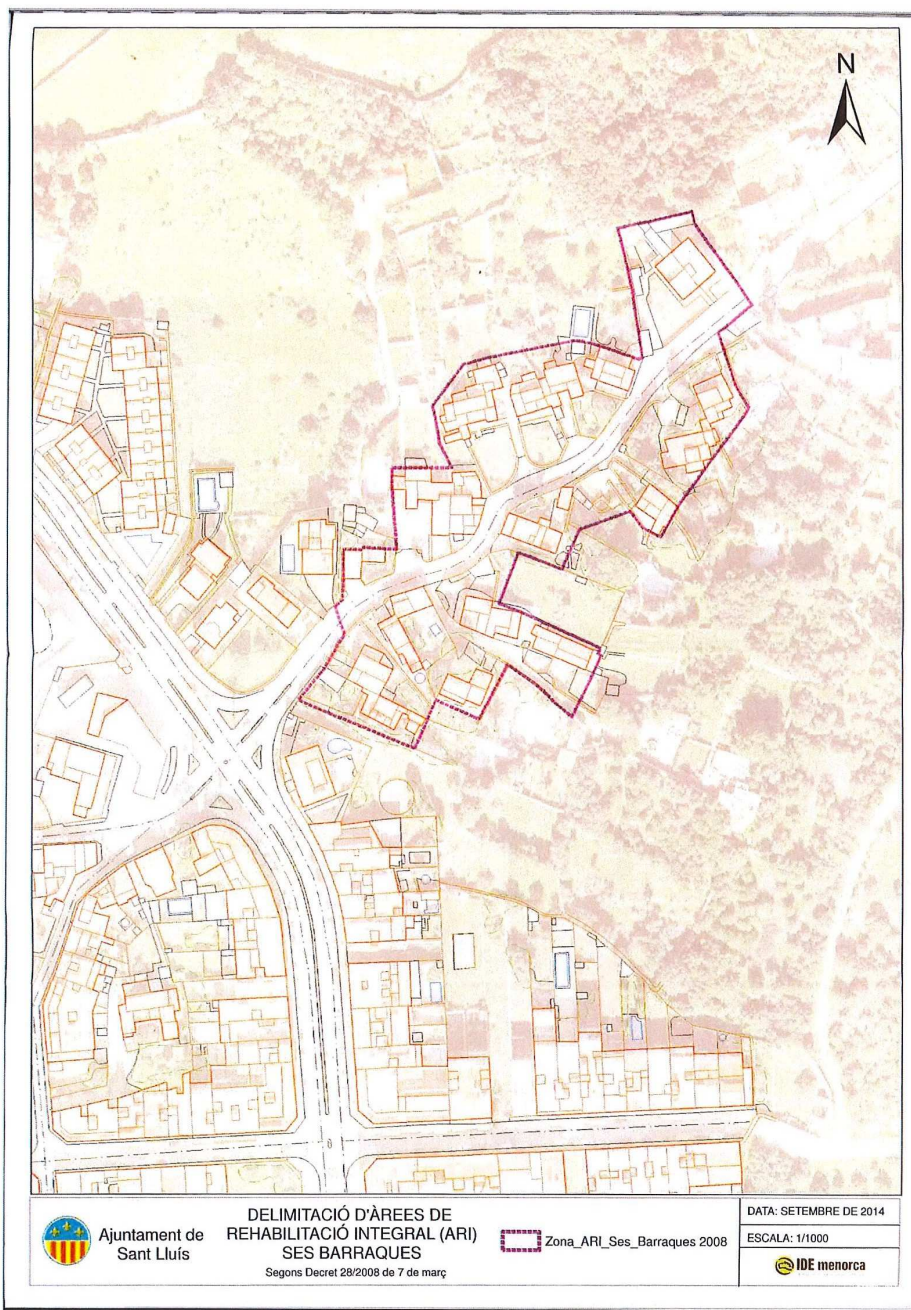 N
Ajuntament de
Sant Lluís
DELIMITACIÓ D'ÀREES DE
REHABILITACIÓ INTEGRAL (ARI)
SES BARRAQUES
Segons Decret 28/2008 de 7 de març
Zona_ARI_Ses_Barraques 2008
DATA: SETEMBRE DE 2014
ESCALA: 1/1000
IDE menorca